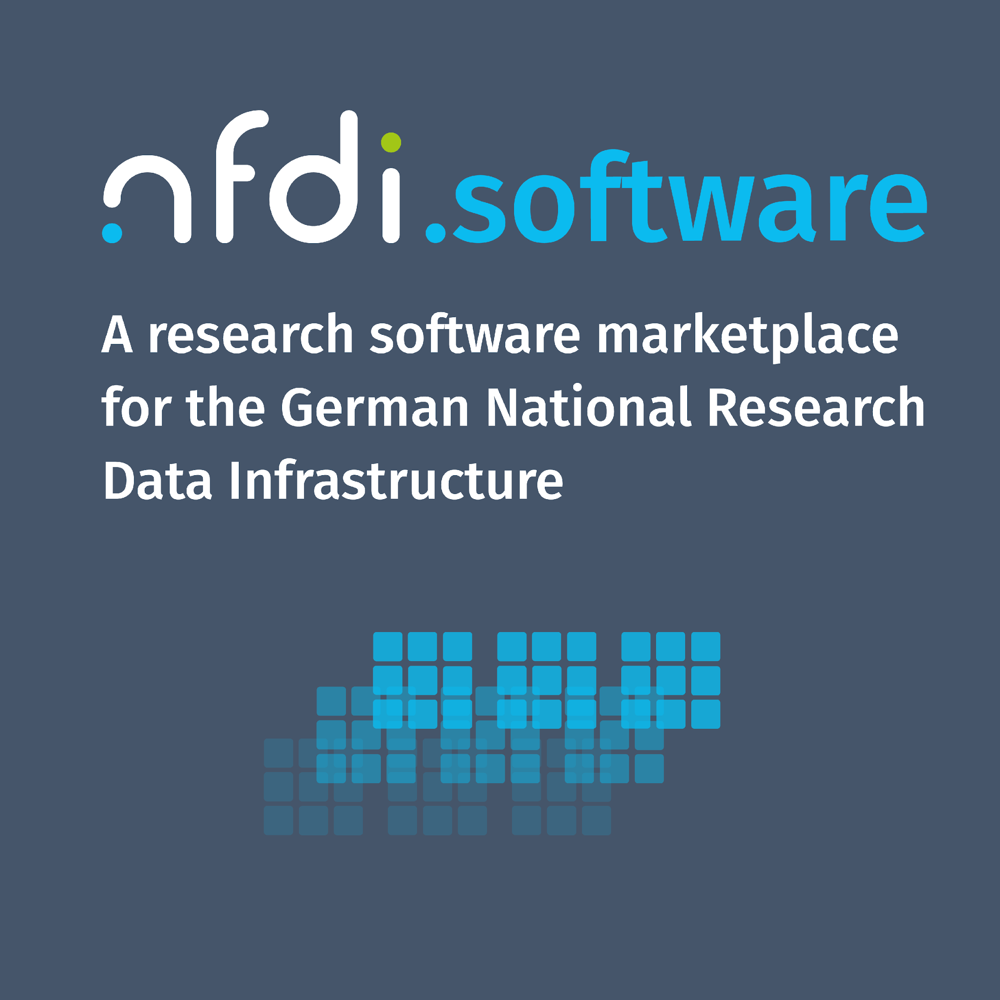 .nfdi.software
A research software marketplace
for the German National Research
Data Infrastructure